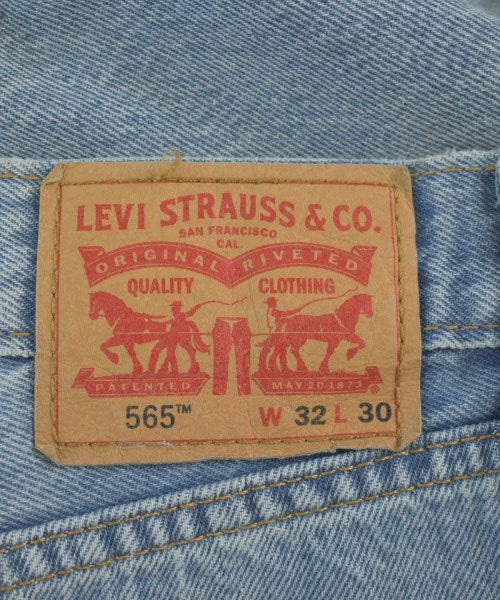 LEVI STRAUSS & CO.
SAN FRANCISCO
CAL.
ORIGINAL RIVETED
QUALITY CLOTHING
PATENTED MAY 20 1873
®
565™ W 32 L 30